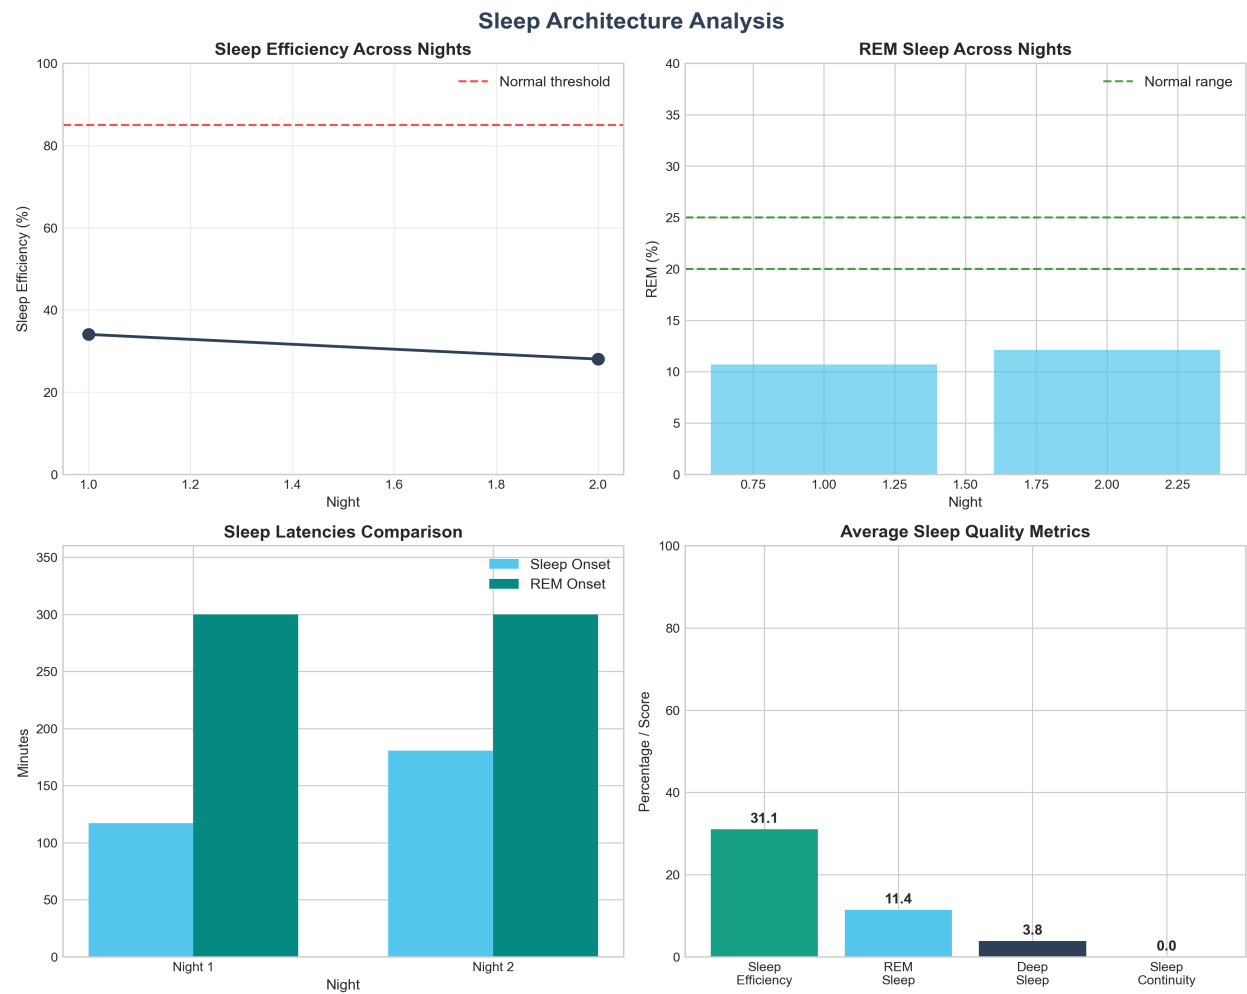 Sleep Architecture Analysis
Sleep Efficiency Across Nights
100
80
60
40
20
0
Sleep Efficiency (%)
Normal threshold
1.0 1.2 1.4 1.6 1.8 2.0
Night
REM Sleep Across Nights
40
35
30
25
20
15
10
5
0
REM (%)
Normal range
0.75 1.00 1.25 1.50 1.75 2.00 2.25
Night
Sleep Latencies Comparison
350
300
250
200
150
100
50
0
Minutes
Sleep Onset
REM Onset
Night 1 Night 2
Night
Average Sleep Quality Metrics
100
80
60
40
20
0
Percentage / Score
31.1
11.4
3.8
0.0
Sleep
Efficiency
REM
Sleep
Deep
Sleep
Sleep
Continuity